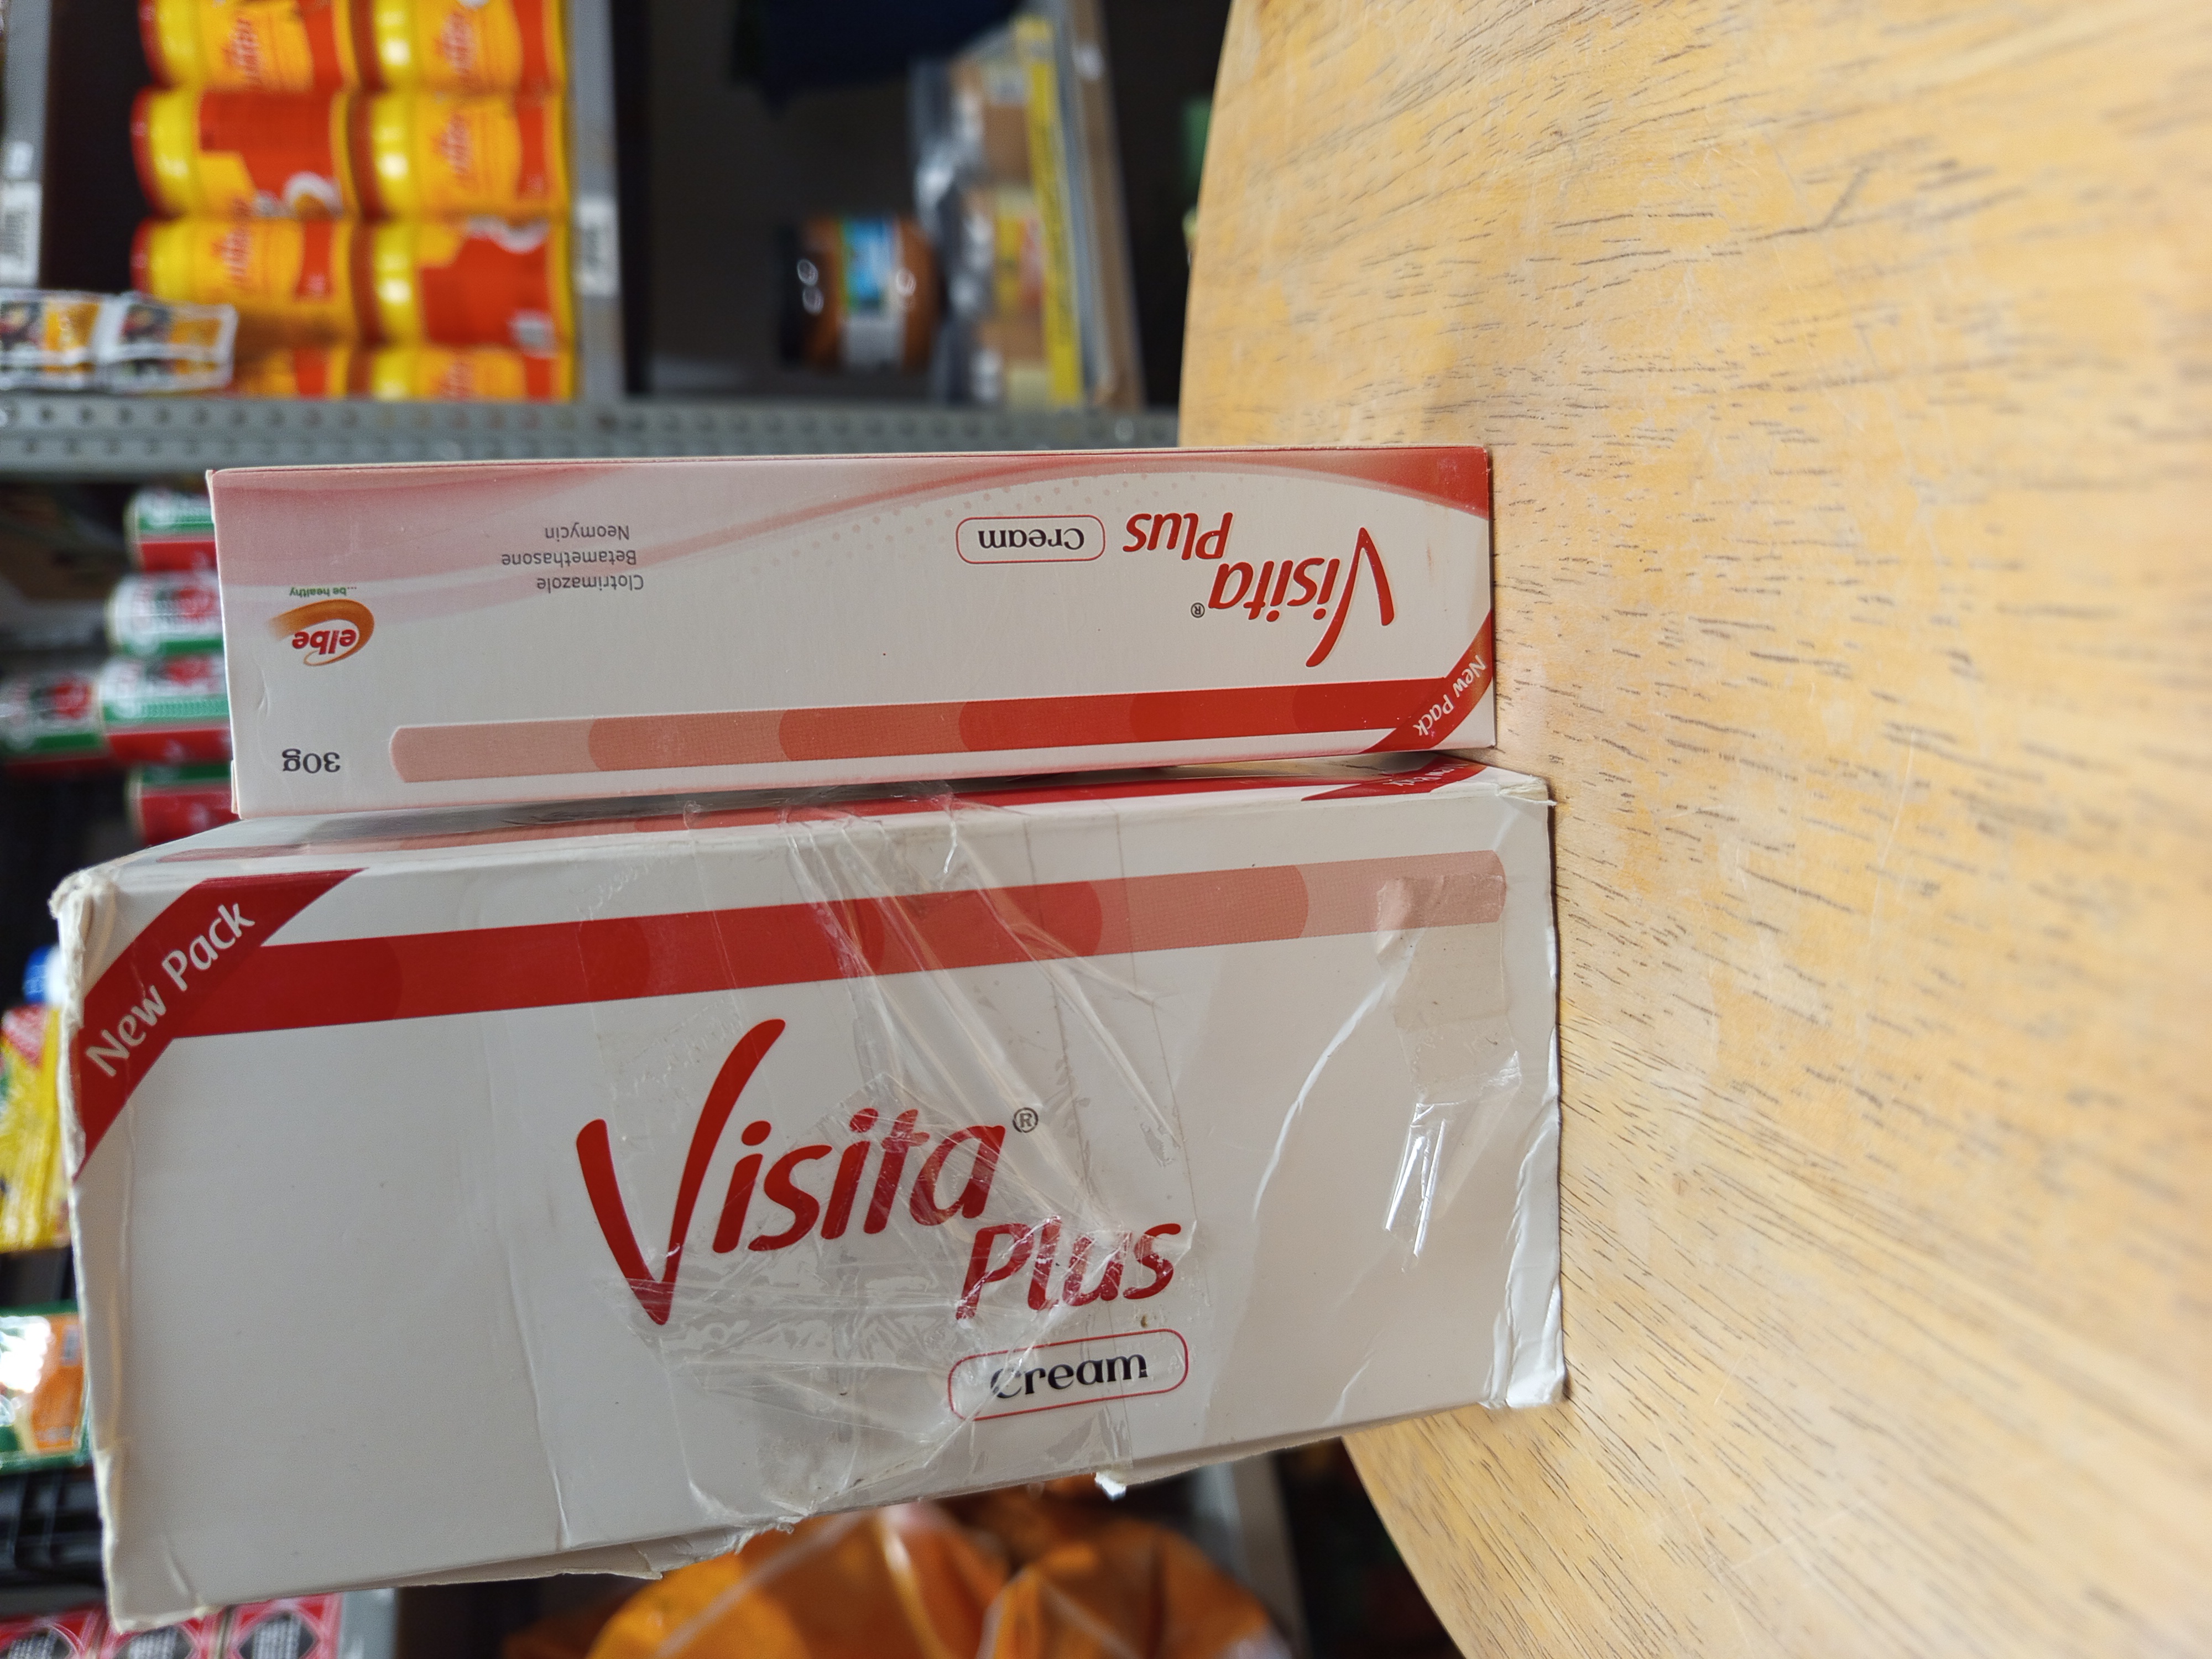 Visita®
Plus
Cream
Clotrimazole
Betamethasone
Neomycin
elbe
...be healthy
New Pack
30g
New Pack
Visita®
Plus
Cream